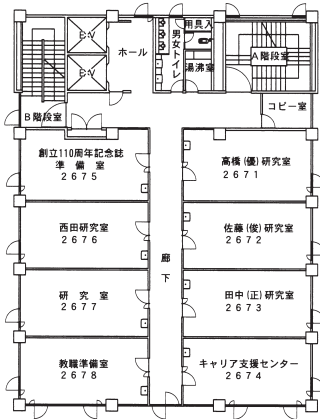 用具入
E:V
ホール
男女トイレ
A階段室
湯沸室
E:V
コピー室
B階段室
創立110周年記念誌
準備室
2675
高橋(優)研究室
2671
西田研究室
2676
佐藤(俊)研究室
2672
廊下
研究室
2677
田中(正)研究室
2673
教職準備室
2678
キャリア支援センター
2674